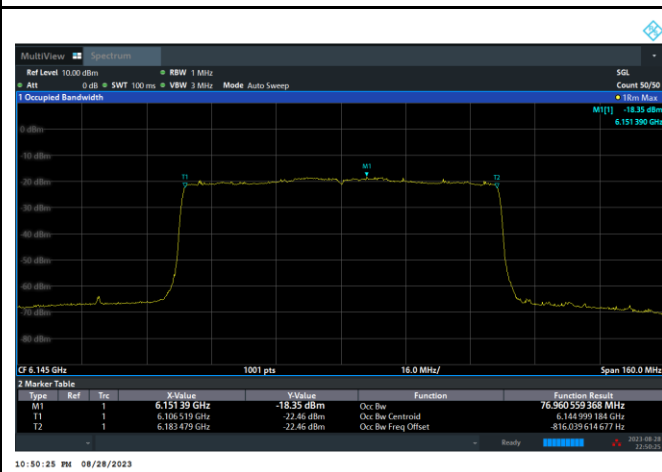 MultiView Spectrum
Ref Level 10.00 dBm RBW 1 MHz SGL
Att 0 dB SWT 100 ms VBW 3 MHz Mode Auto Sweep Count 50/50
1 Occupied Bandwidth 1Rm Max
M1[1] -18.35 dBm
6.151 390 GHz
0 dBm
-10 dBm
M1
T1 T2
-20 dBm
-30 dBm
-40 dBm
-50 dBm
-60 dBm
-70 dBm
-80 dBm
CF 6.145 GHz 1001 pts 16.0 MHz/ Span 160.0 MHz
2 Marker Table
Type Ref Trc X-Value Y-Value Function Function Result
M1 1 6.151 39 GHz -18.35 dBm Occ Bw 76.960 559 368 MHz
T1 1 6.106 519 GHz -22.46 dBm Occ Bw Centroid 6.144 999 184 GHz
T2 1 6.183 479 GHz -22.46 dBm Occ Bw Freq Offset -816.039 614 677 Hz
Ready 2023-08-28
22:50:25
10:50:25 PM 08/28/2023